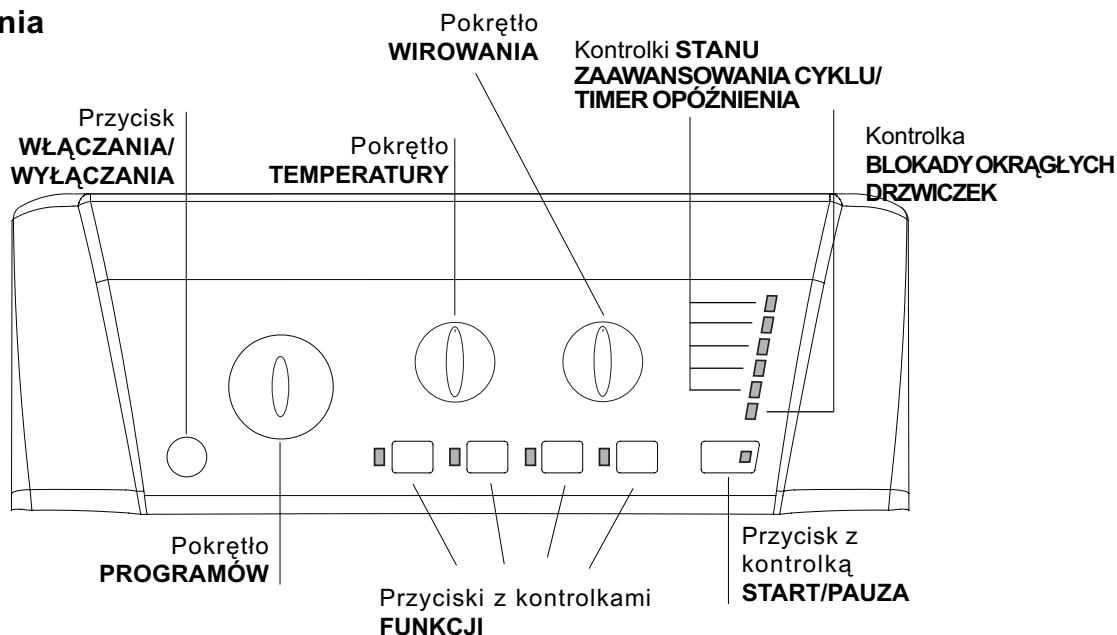 nia
Pokrętło
WIROWANIA
Kontrolki STANU
ZAAWANSOWANIA CYKLU/
TIMER OPÓŹNIENIA
Przycisk
WŁĄCZANIA/
WYŁĄCZANIA
Pokrętło
TEMPERATURY
Kontrolka
BLOKADY OKRĄGŁYCH
DRZWICZEK
Pokrętło
PROGRAMÓW
Przyciski z kontrolkami
FUNKCJI
Przycisk z
kontrolką
START/PAUZA